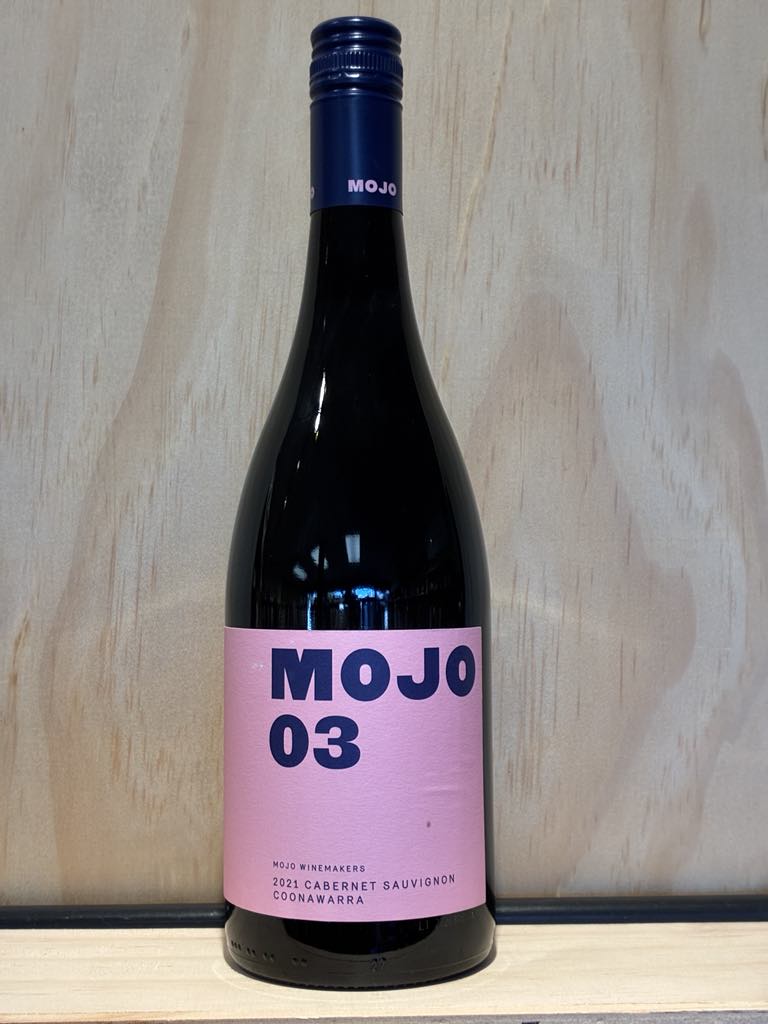 MOJO
MOJO
03
MOJO WINEMAKERS
2021 CABERNET SAUVIGNON
COONAWARRA